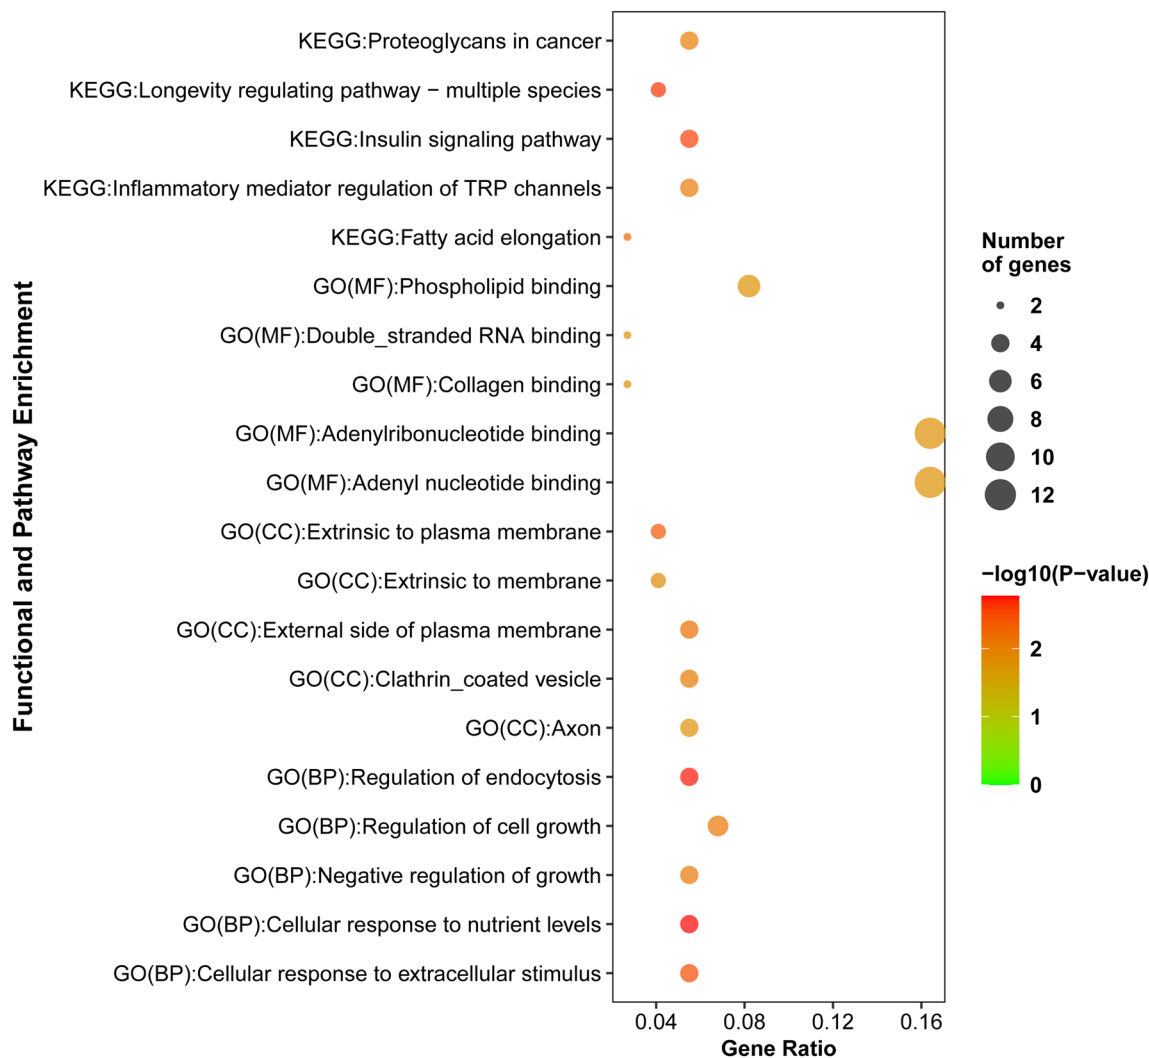 Functional and Pathway Enrichment
KEGG:Proteoglycans in cancer
KEGG:Longevity regulating pathway − multiple species
KEGG:Insulin signaling pathway
KEGG:Inflammatory mediator regulation of TRP channels
KEGG:Fatty acid elongation
GO(MF):Phospholipid binding
GO(MF):Double_stranded RNA binding
GO(MF):Collagen binding
GO(MF):Adenylribonucleotide binding
GO(MF):Adenyl nucleotide binding
GO(CC):Extrinsic to plasma membrane
GO(CC):Extrinsic to membrane
GO(CC):External side of plasma membrane
GO(CC):Clathrin_coated vesicle
GO(CC):Axon
GO(BP):Regulation of endocytosis
GO(BP):Regulation of cell growth
GO(BP):Negative regulation of growth
GO(BP):Cellular response to nutrient levels
GO(BP):Cellular response to extracellular stimulus
0.04 0.08 0.12 0.16
Gene Ratio
Number
of genes
2
4
6
8
10
12
−log10(P−value)
2
1
0